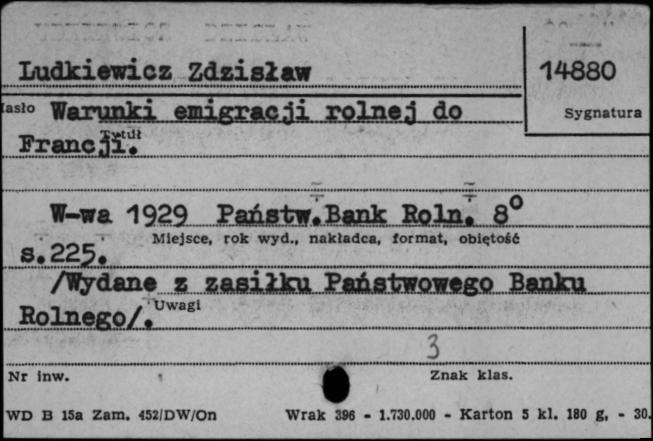 Ludkiewicz Zdzisław
14880
Sygnatura
Hasło Warunki emigracji rolnej do
Tytuł
Francji.
W-wa 1929 Państw.Bank Roln. 8°
Miejsce, rok wyd., nakładca, format, objętość
s.225.
/Wydane z zasiłku Państwowego Banku
Uwagi
Rolnego/.
3
Nr inw.
Znak klas.
WD B 15a Zam. 452/DW/On Wrak 396 - 1.730.000 - Karton 5 kl. 180 g, - 30.